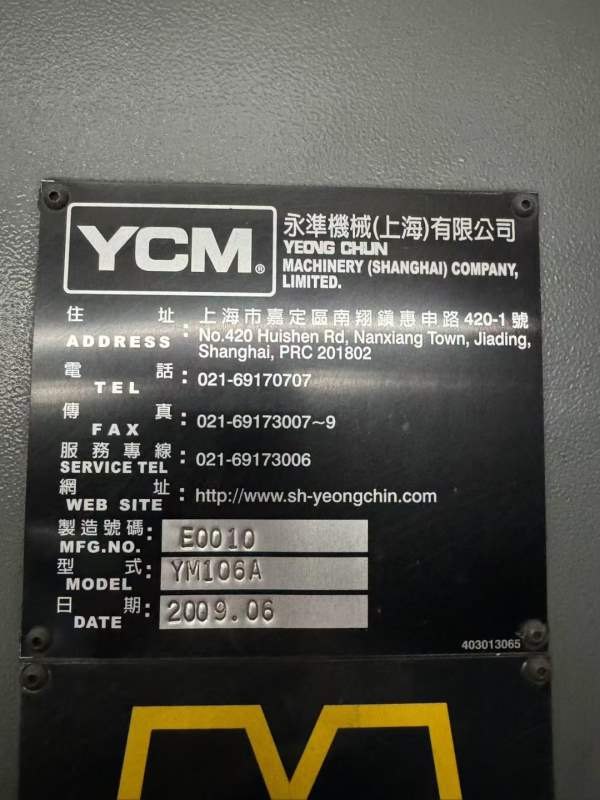 YCM®
永準機械(上海)有限公司
YEONG CHUN
MACHINERY (SHANGHAI) COMPANY,
LIMITED.
住 址 : 上海市嘉定區南翔鎮惠申路 420-1 號
ADDRESS No.420 Huishen Rd, Nanxiang Town, Jiading,
Shanghai, PRC 201802
電 話 : 021-69170707
TEL
傳 真 : 021-69173007~9
FAX
服務專線 : 021-69173006
SERVICE TEL
網 址 : http://www.sh-yeongchin.com
WEB SITE
製造號碼 : E0010
MFG.NO.
型 式 : YM106A
MODEL
日 期 : 2009.06
DATE
403013065